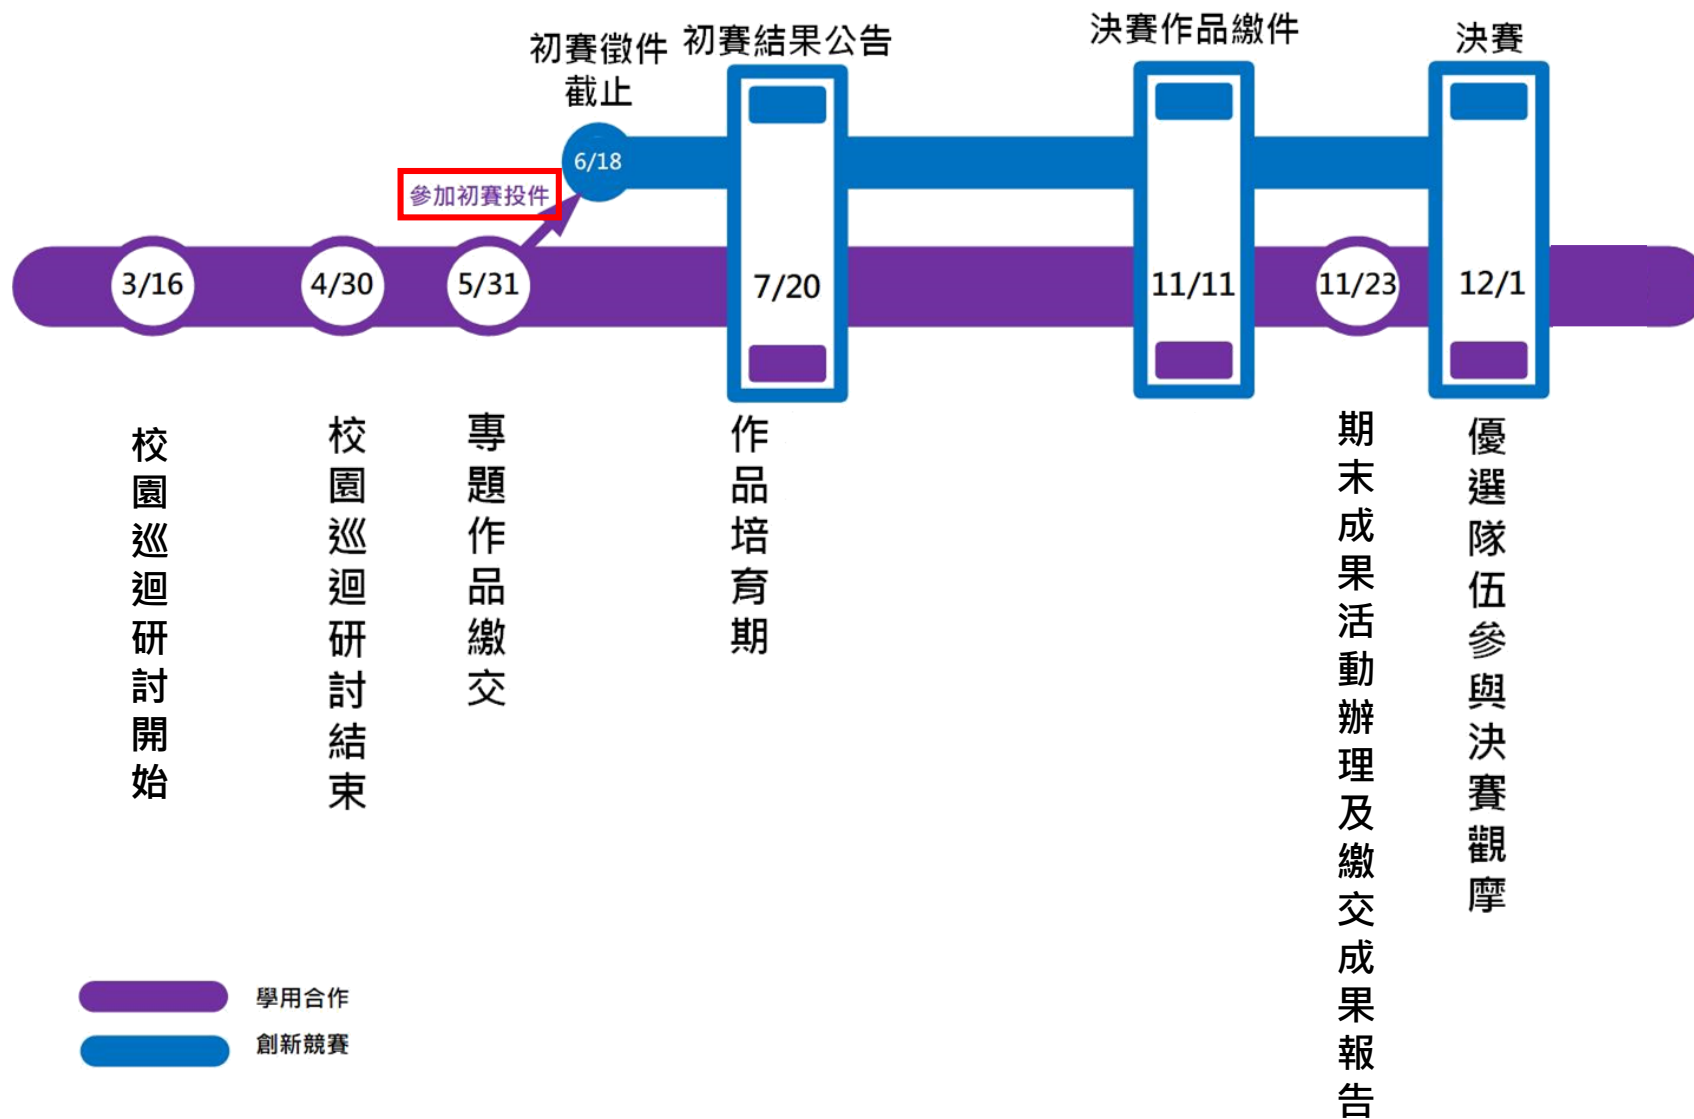 初賽徵件
截止
初賽結果公告
決賽作品繳件
決賽
6/18
參加初賽投件
3/16
4/30
5/31
7/20
11/11
11/23
12/1
校園巡迴研討開始
校園巡迴研討結束
專題作品繳交
作品培育期
期末成果活動辦理及繳交成果報告
優選隊伍參與決賽觀摩
學用合作
創新競賽